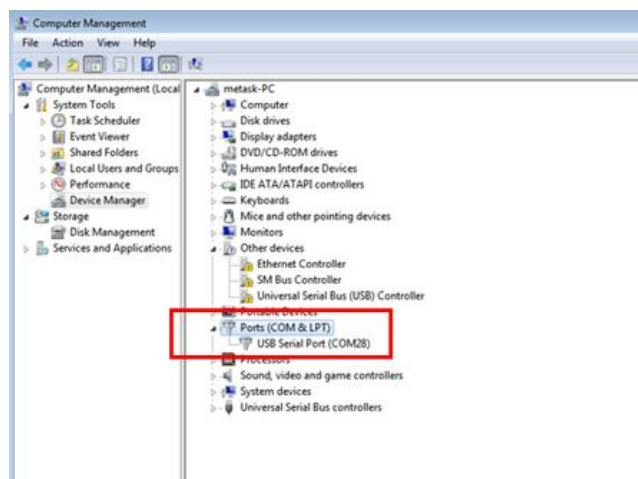 Computer Management
File Action View Help
Computer Management (Local
System Tools
Task Scheduler
Event Viewer
Shared Folders
Local Users and Groups
Performance
Device Manager
Storage
Disk Management
Services and Applications
metask-PC
Computer
Disk drives
Display adapters
DVD/CD-ROM drives
Human Interface Devices
IDE ATA/ATAPI controllers
Keyboards
Mice and other pointing devices
Monitors
Other devices
Ethernet Controller
SM Bus Controller
Universal Serial Bus (USB) Controller
Portable Devices
Ports (COM & LPT)
USB Serial Port (COM28)
Processors
Sound, video and game controllers
System devices
Universal Serial Bus controllers